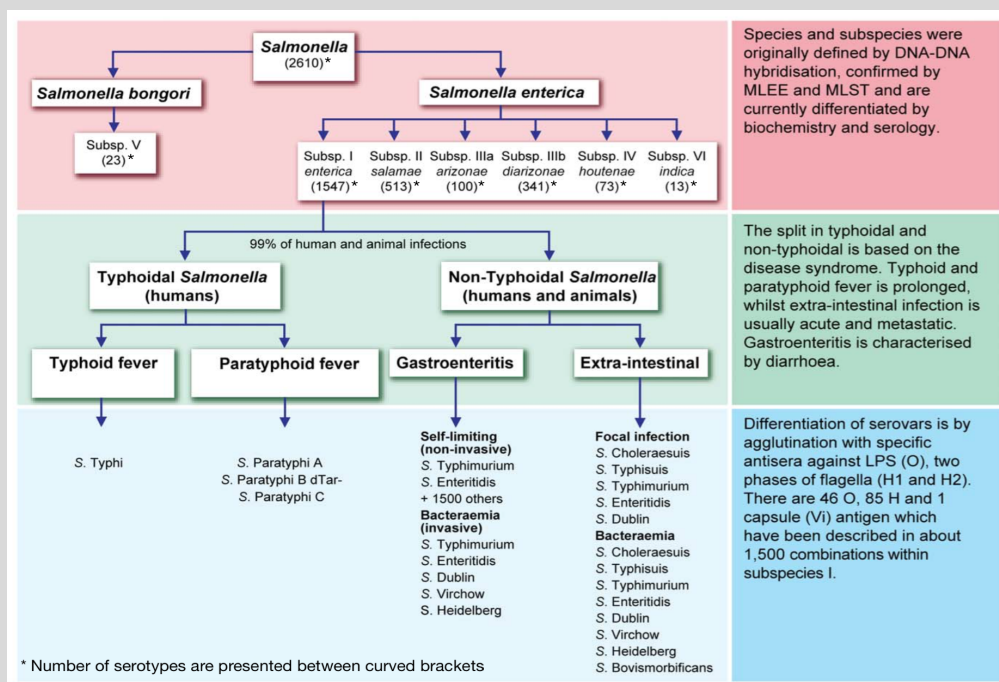 Salmonella
(2610)*
Salmonella bongori
Salmonella enterica
Subsp. V
(23)*
Subsp. I
enterica
(1547)*
Subsp. II
salamae
(513)*
Subsp. IIIa
arizonae
(100)*
Subsp. IIIb
diarizonae
(341)*
Subsp. IV
houtenae
(73)*
Subsp. VI
indica
(13)*
Species and subspecies were
originally defined by DNA-DNA
hybridisation, confirmed by
MLEE and MLST and are
currently differentiated by
biochemistry and serology.
99% of human and animal infections
Typhoidal Salmonella
(humans)
Non-Typhoidal Salmonella
(humans and animals)
Typhoid fever
Paratyphoid fever
Gastroenteritis
Extra-intestinal
The split in typhoidal and
non-typhoidal is based on the
disease syndrome. Typhoid and
paratyphoid fever is prolonged,
whilst extra-intestinal infection is
usually acute and metastatic.
Gastroenteritis is characterised
by diarrhoea.
S. Typhi
S. Paratyphi A
S. Paratyphi B dTar-
S. Paratyphi C
Self-limiting
(non-invasive)
S. Typhimurium
S. Enteritidis
+ 1500 others
Bacteraemia
(invasive)
S. Typhimurium
S. Enteritidis
S. Dublin
S. Virchow
S. Heidelberg
Focal infection
S. Choleraesuis
S. Typhisuis
S. Typhimurium
S. Enteritidis
S. Dublin
Bacteraemia
S. Choleraesuis
S. Typhisuis
S. Typhimurium
S. Enteritidis
S. Dublin
S. Virchow
S. Heidelberg
S. Bovismorbificans
Differentiation of serovars is by
agglutination with specific
antisera against LPS (O), two
phases of flagella (H1 and H2).
There are 46 O, 85 H and 1
capsule (Vi) antigen which
have been described in about
1,500 combinations within
subspecies I.
* Number of serotypes are presented between curved brackets